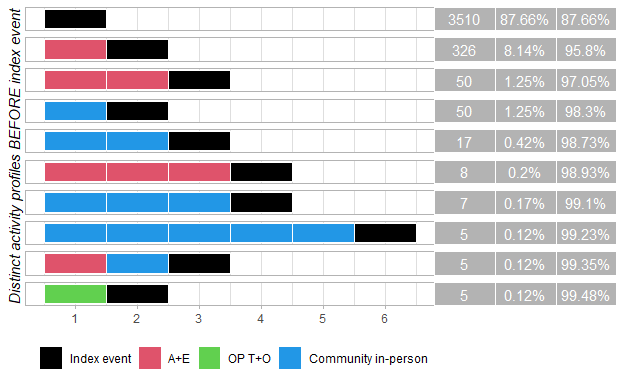 Distinct activity profiles BEFORE index event
3510 87.66% 87.66%
326 8.14% 95.8%
50 1.25% 97.05%
50 1.25% 98.3%
17 0.42% 98.73%
8 0.2% 98.93%
7 0.17% 99.1%
5 0.12% 99.23%
5 0.12% 99.35%
5 0.12% 99.48%
1 2 3 4 5 6
Index event A+E OP T+O Community in-person